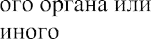 ого органа или
иного